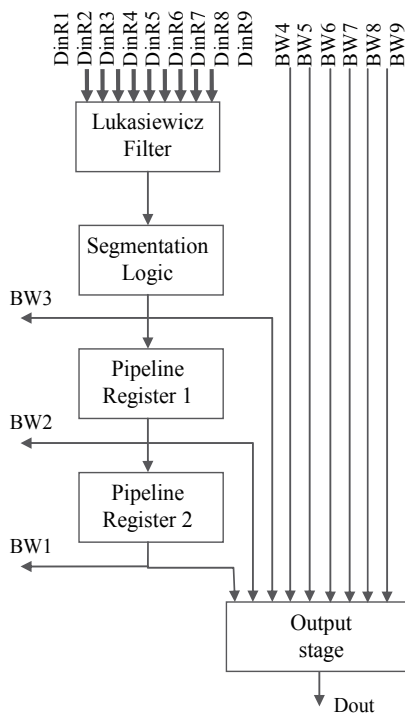 DinR1
DinR2
DinR3
DinR4
DinR5
DinR6
DinR7
DinR8
DinR9
BW4
BW5
BW6
BW7
BW8
BW9
Lukasiewicz
Filter
Segmentation
Logic
BW3
Pipeline
Register 1
BW2
Pipeline
Register 2
BW1
Output
stage
Dout